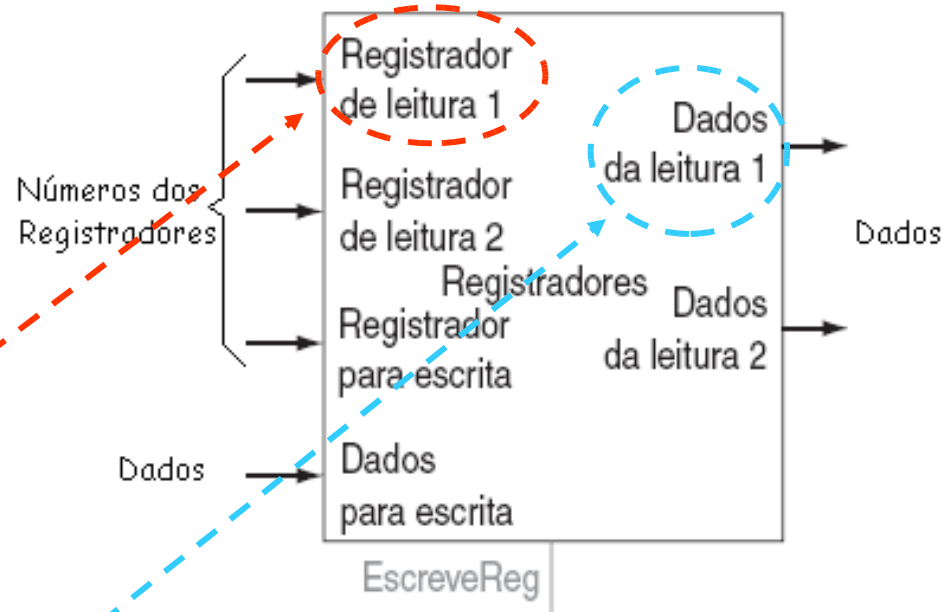 Números dos
Registradores
Dados
Registrador
de leitura 1
Registrador
de leitura 2
Registradores
Registrador
para escrita
Dados
para escrita
Dados
da leitura 1
Dados
da leitura 2
Dados
EscreveReg